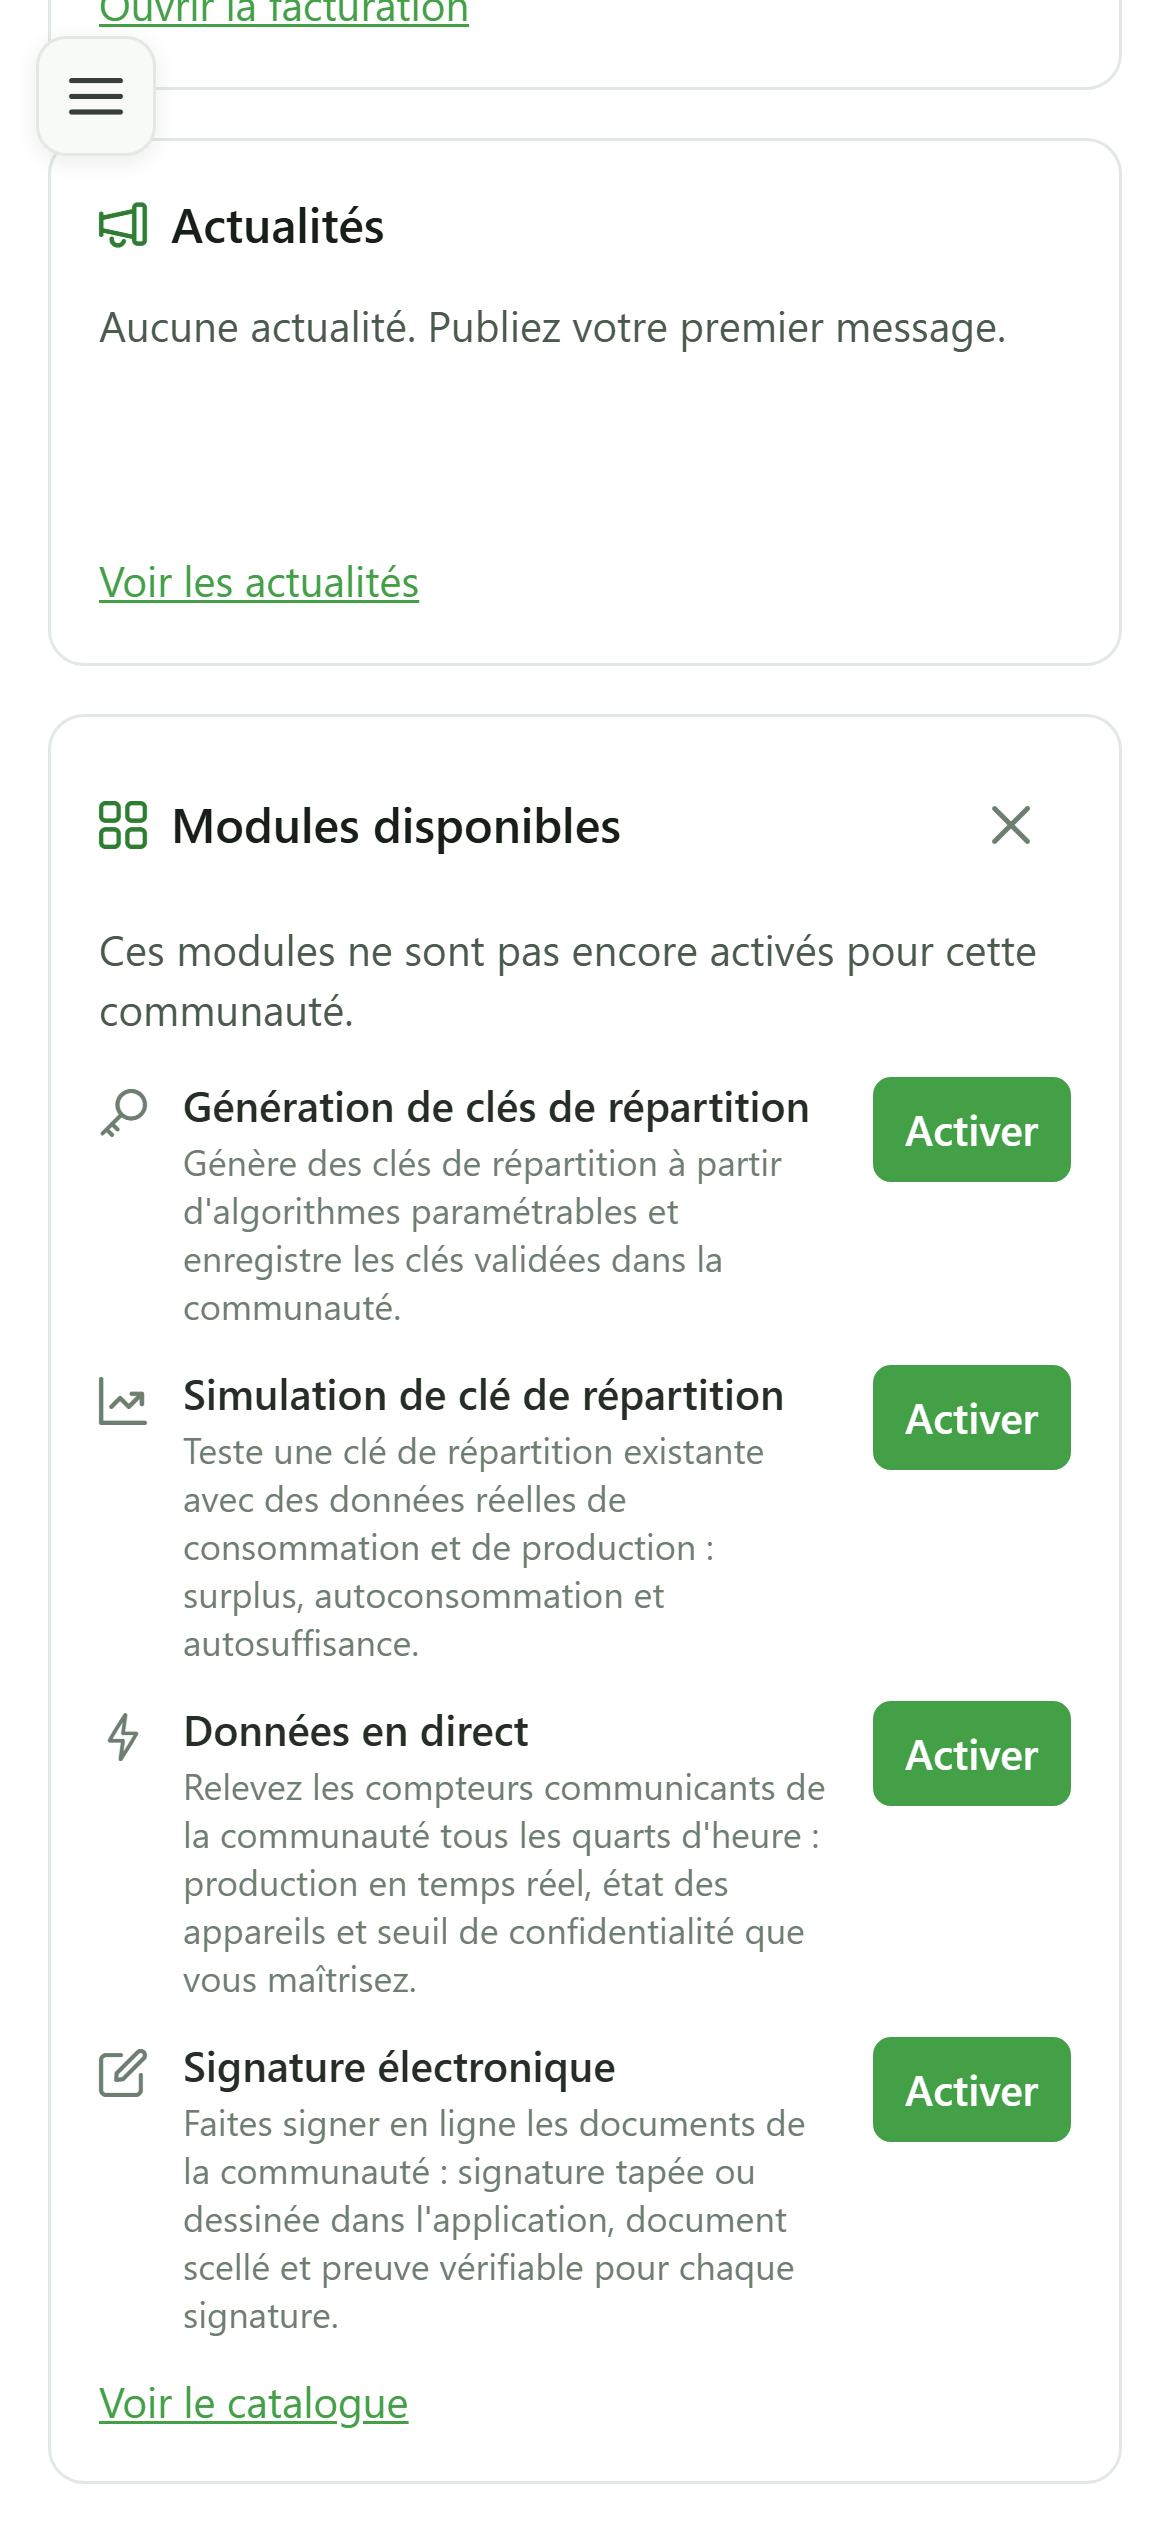 Ouvrir la facturation
Actualités
Aucune actualité. Publiez votre premier message.
Voir les actualités
Modules disponibles
Ces modules ne sont pas encore activés pour cette
communauté.
Génération de clés de répartition
Activer
Génère des clés de répartition à partir
d'algorithmes paramétrables et
enregistre les clés validées dans la
communauté.
Simulation de clé de répartition
Activer
Teste une clé de répartition existante
avec des données réelles de
consommation et de production :
surplus, autoconsommation et
autosuffisance.
Données en direct
Activer
Relevez les compteurs communicants de
la communauté tous les quarts d'heure :
production en temps réel, état des
appareils et seuil de confidentialité que
vous maîtrisez.
Signature électronique
Activer
Faites signer en ligne les documents de
la communauté : signature tapée ou
dessinée dans l'application, document
scellé et preuve vérifiable pour chaque
signature.
Voir le catalogue